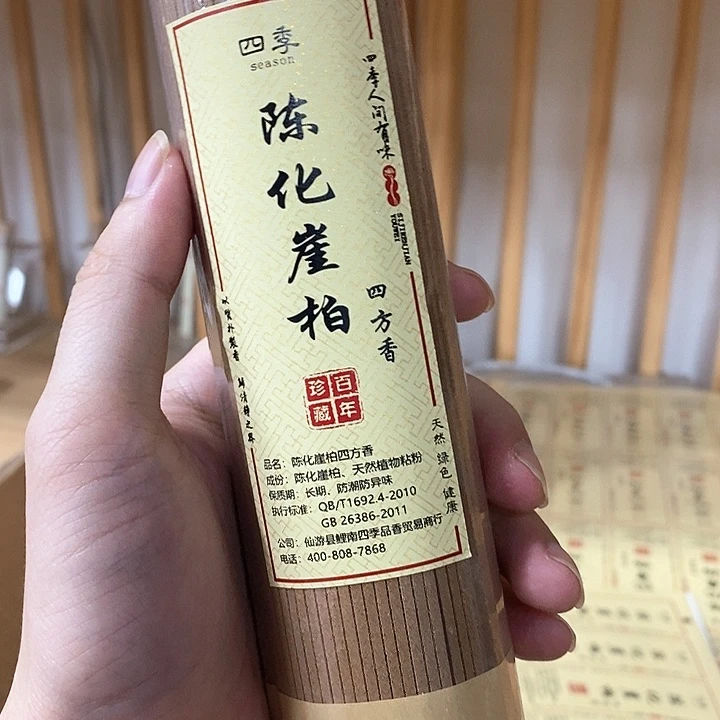 四季
season
四季人间有味
陈化崖柏
四方香
百年
珍藏
天然 绿色 健康
品名：陈化崖柏四方香
成份：陈化崖柏、天然植物粘粉
保质期：长期、防潮防异味
执行标准：QB/T1692.4-2010
GB 26386-2011
公司：仙游县鲤南四季品香贸易商行
电话：400-808-7868